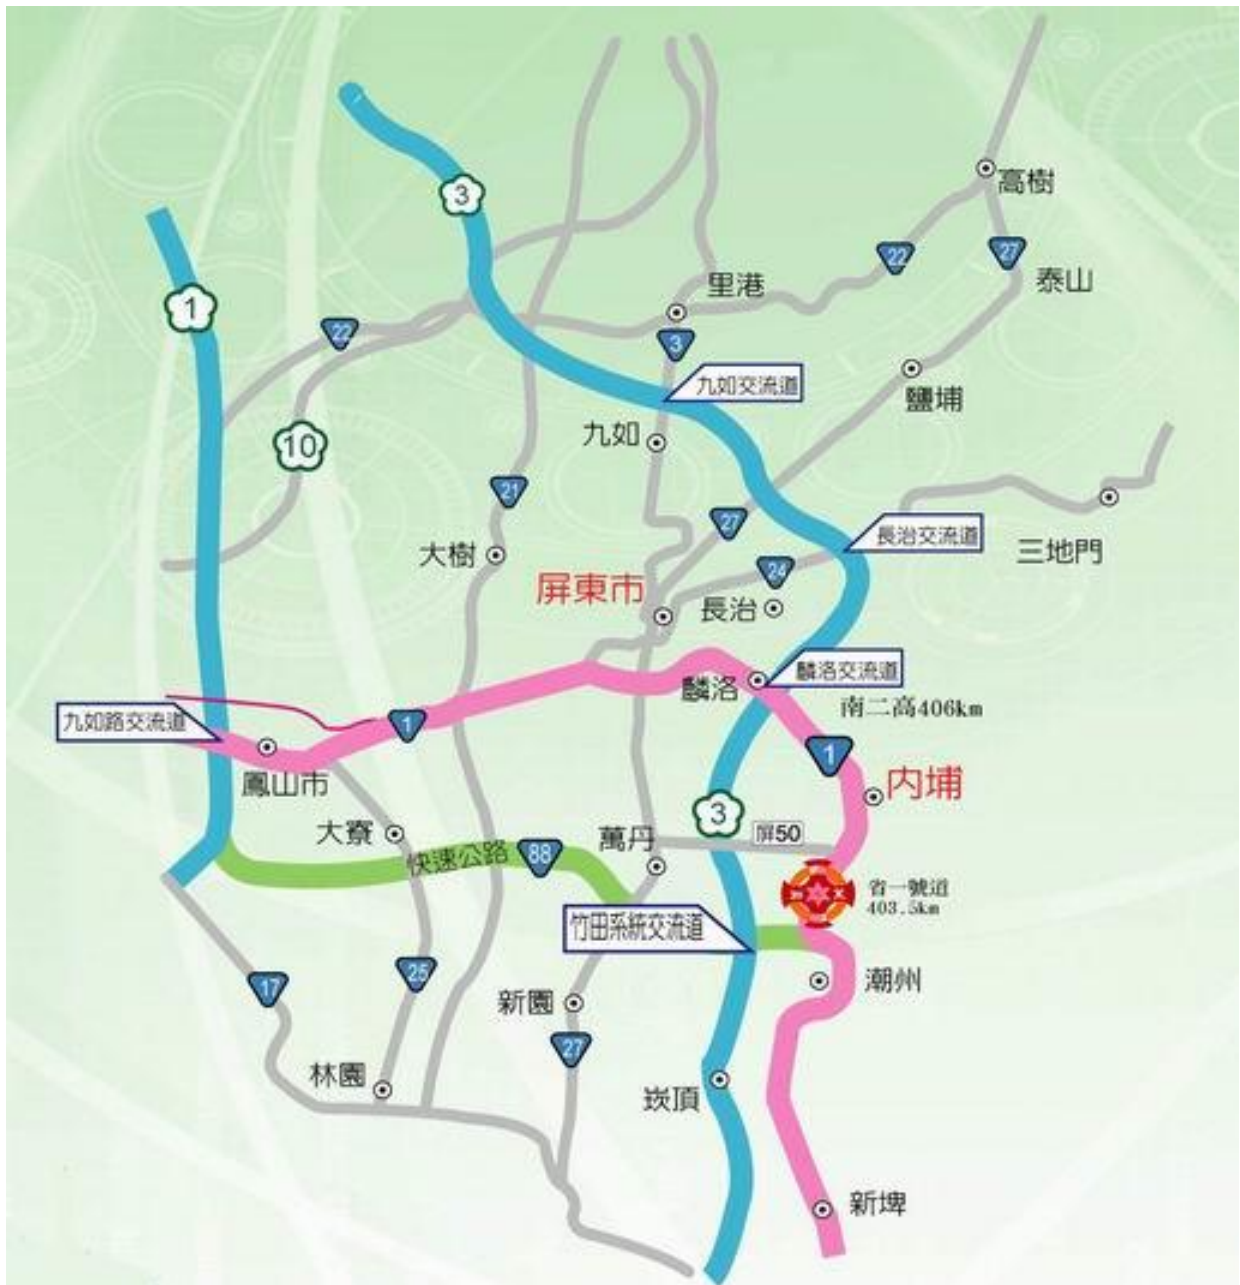 3
高樹
22
27
泰山
里港
1
22
3
九如交流道
鹽埔
九如
10
21
27
長治交流道
大樹
三地門
24
屏東市
長治
麟洛交流道
麟洛
南二高406km
九如路交流道
1
1
鳳山市
內埔
3
大寮
萬丹
屏50
快速公路
88
省一號道
403.5km
竹田系統交流道
潮州
25
17
新園
27
林園
崁頂
新埤